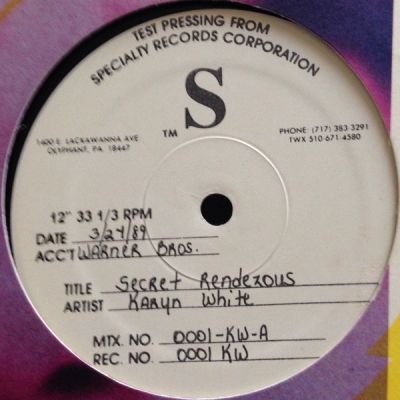 TEST PRESSING FROM
SPECIALTY RECORDS CORPORATION
S
TM
1400 E. LACKAWANNA AVE
OLYPHANT, PA. 18447
PHONE: (717) 383 3291
TWX 510-671-4580
12" 33 1/3 RPM
DATE 3/24/89
ACCT WARNER BROS.
TITLE Secret Rendezous
ARTIST Karyn White
MTX. NO. 0001-KW-A
REC. NO. 0001 KW